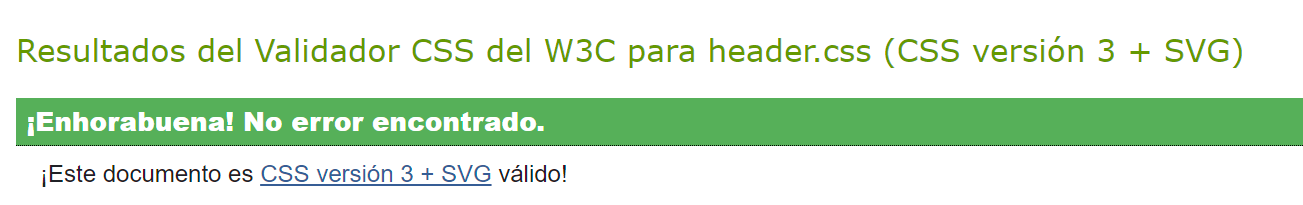 Resultados del Validador CSS del W3C para header.css (CSS versión 3 + SVG)
¡Enhorabuena! No error encontrado.
¡Este documento es CSS versión 3 + SVG válido!